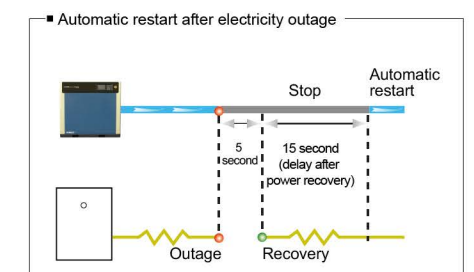 ■ Automatic restart after electricity outage
Automatic
restart
Stop
5
second
15 second
(delay after
power recovery)
Outage
Recovery